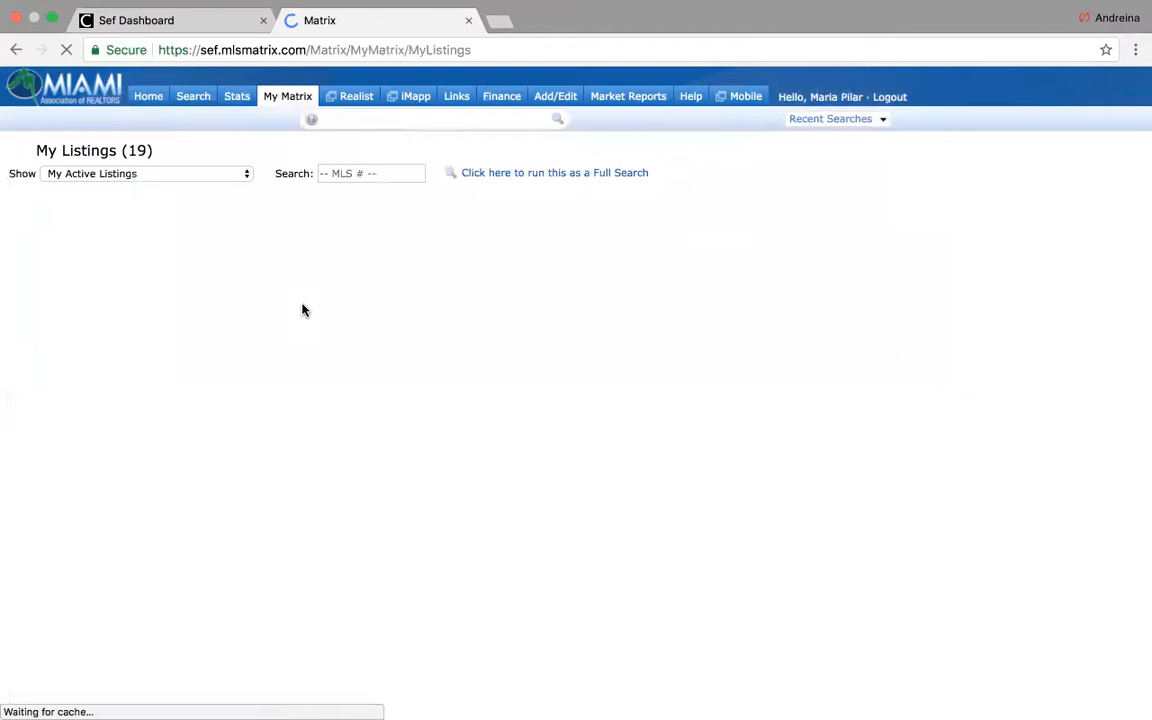 Sef Dashboard × Matrix × Andreina
Secure https://sef.mlsmatrix.com/Matrix/MyMatrix/MyListings
MIAMI
Association of REALTORS
Home Search Stats My Matrix Realist iMapp Links Finance Add/Edit Market Reports Help Mobile Hello, Maria Pilar · Logout
Recent Searches
My Listings (19)
Show My Active Listings Search: -- MLS # -- Click here to run this as a Full Search
Waiting for cache...